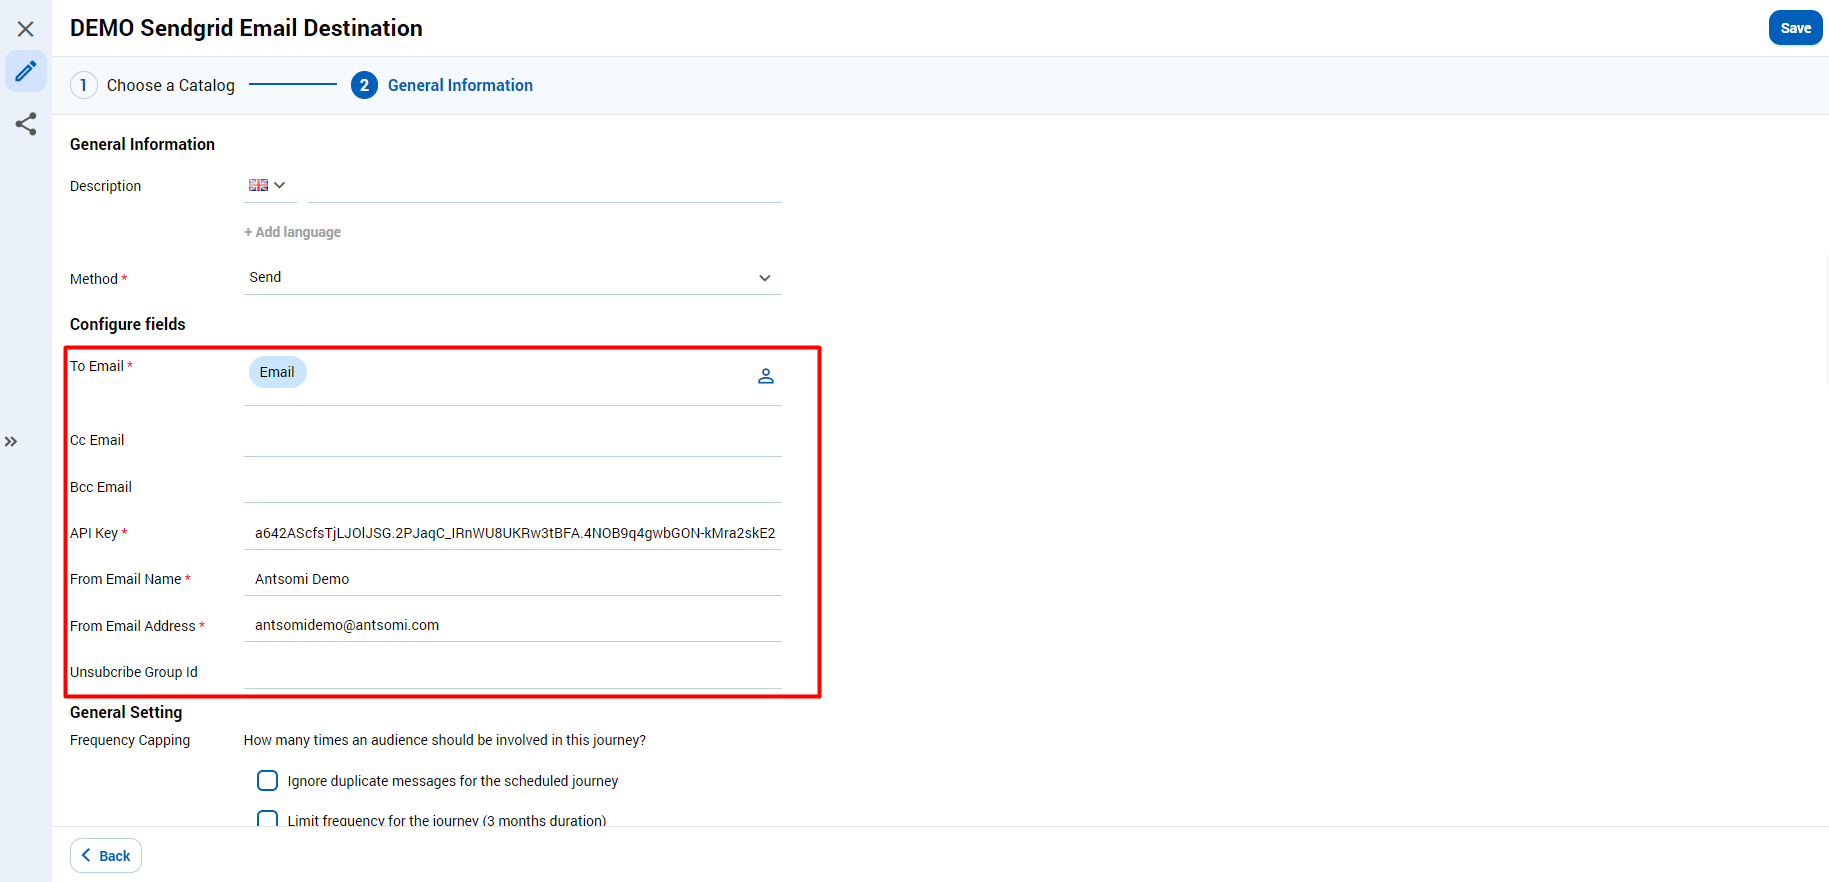 DEMO Sendgrid Email Destination
Save
1 Choose a Catalog 2 General Information
General Information
Description
+ Add language
Method * Send
Configure fields
To Email * Email
Cc Email
Bcc Email
API Key * a642AScfsTjLJOlJSG.2PJaqC_IRnWU8UKRw3tBFA.4NOB9q4gwbGON-kMra2skE2
From Email Name * Antsomi Demo
From Email Address * antsomidemo@antsomi.com
Unsubcribe Group Id
General Setting
Frequency Capping How many times an audience should be involved in this journey?
Ignore duplicate messages for the scheduled journey
Limit frequency for the journey (3 months duration)
Back